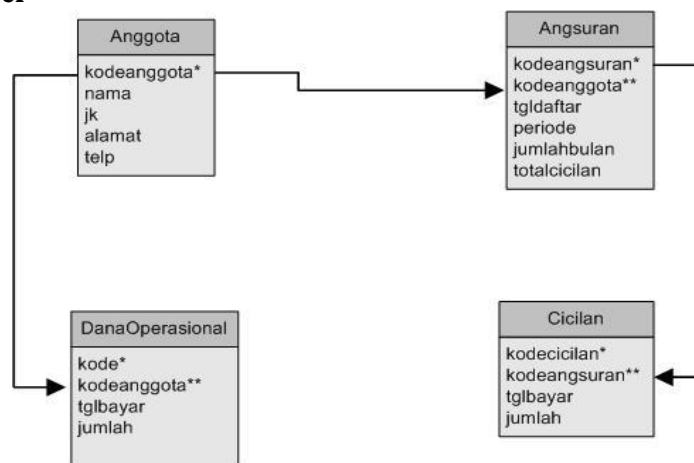 Anggota
kodeanggota*
nama
jk
alamat
telp
Angsuran
kodeangsuran*
kodeanggota**
tgldaftar
periode
jumlahbulan
totalcicilan
DanaOperasional
kode*
kodeanggota**
tglbayar
jumlah
Cicilan
kodecicilan*
kodeangsuran**
tglbayar
jumlah